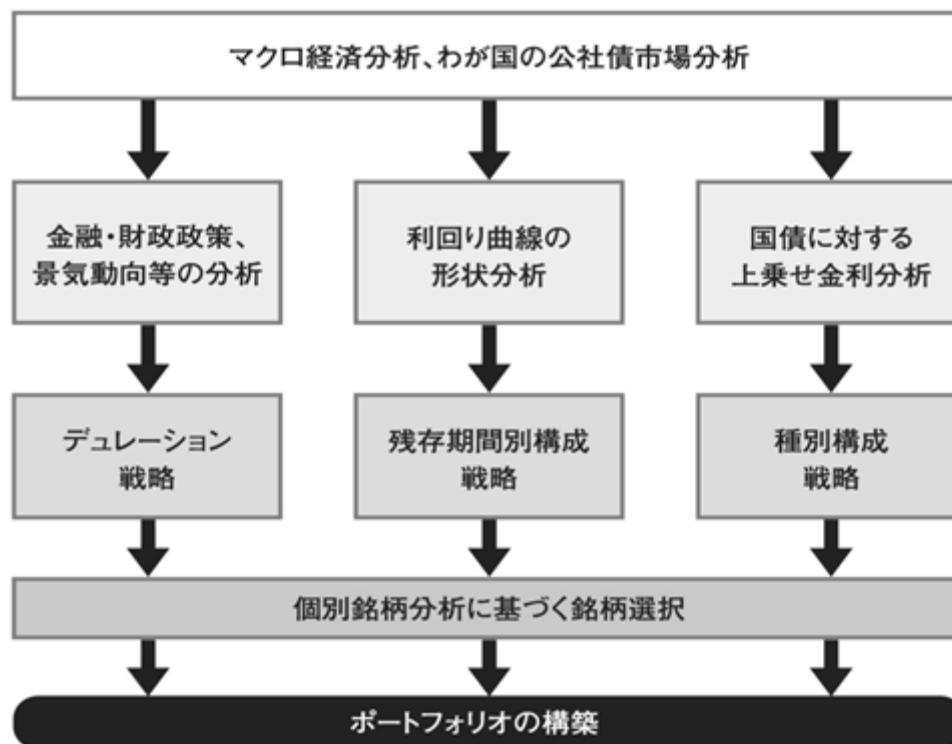 マクロ経済分析、わが国の公社債市場分析
金融・財政政策、
景気動向等の分析
利回り曲線の
形状分析
国債に対する
上乗せ金利分析
デュレーション
戦略
残存期間別構成
戦略
種別構成
戦略
個別銘柄分析に基づく銘柄選択
ポートフォリオの構築